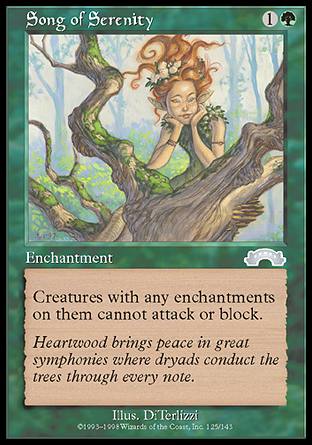 Song of Serenity 1
Enchantment
Creatures with any enchantments
on them cannot attack or block.
Heartwood brings peace in great
symphonies where dryads conduct the
trees through every note.
Illus. DiTerlizzi
©1993–1998 Wizards of the Coast, Inc. 125/143